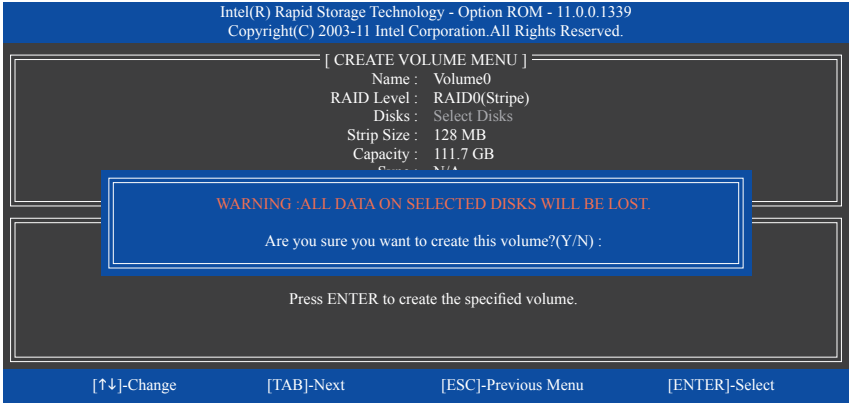 Intel(R) Rapid Storage Technology - Option ROM - 11.0.0.1339
Copyright(C) 2003-11 Intel Corporation.All Rights Reserved.
[ CREATE VOLUME MENU ]
Name : Volume0
RAID Level : RAID0(Stripe)
Disks : Select Disks
Strip Size : 128 MB
Capacity : 111.7 GB
WARNING :ALL DATA ON SELECTED DISKS WILL BE LOST.
Are you sure you want to create this volume?(Y/N) :
Press ENTER to create the specified volume.
[↑↓]-Change [TAB]-Next [ESC]-Previous Menu [ENTER]-Select